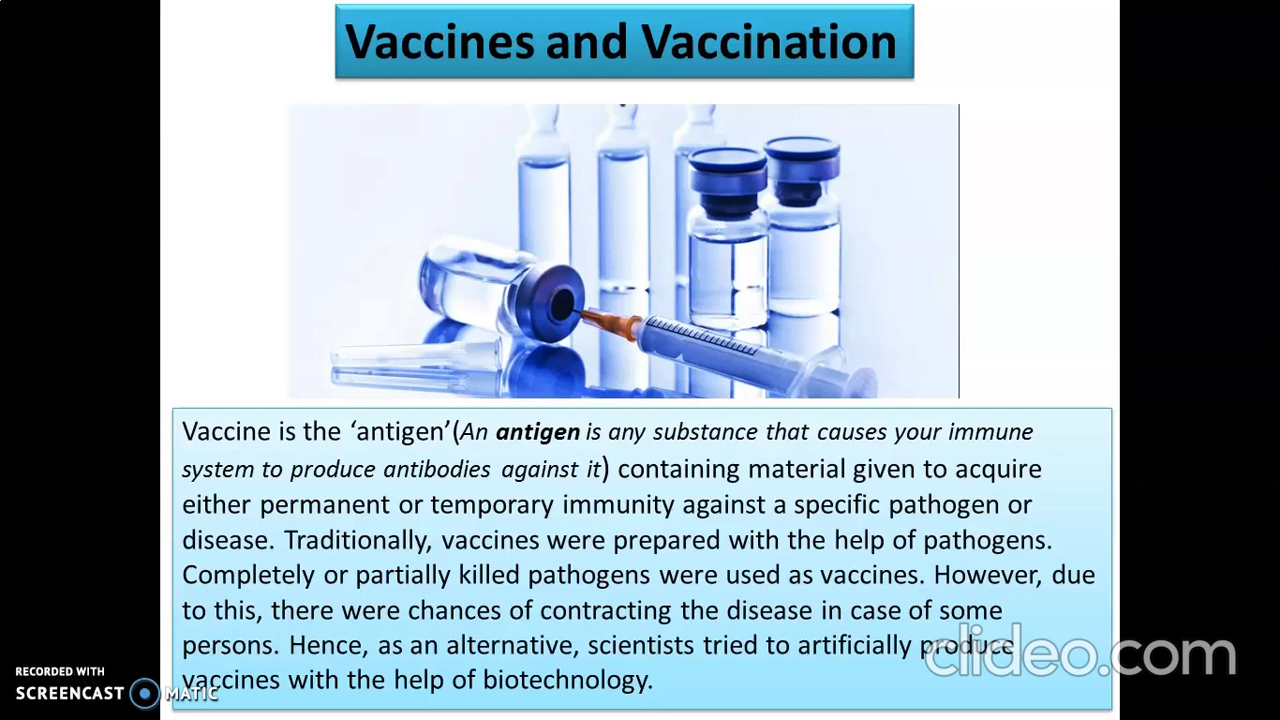 Vaccines and Vaccination
Vaccine is the ‘antigen’(An antigen is any substance that causes your immune
system to produce antibodies against it) containing material given to acquire
either permanent or temporary immunity against a specific pathogen or
disease. Traditionally, vaccines were prepared with the help of pathogens.
Completely or partially killed pathogens were used as vaccines. However, due
to this, there were chances of contracting the disease in case of some
persons. Hence, as an alternative, scientists tried to artificially produce
vaccines with the help of biotechnology.
clideo.com
RECORDED WITH
SCREENCAST MATIC